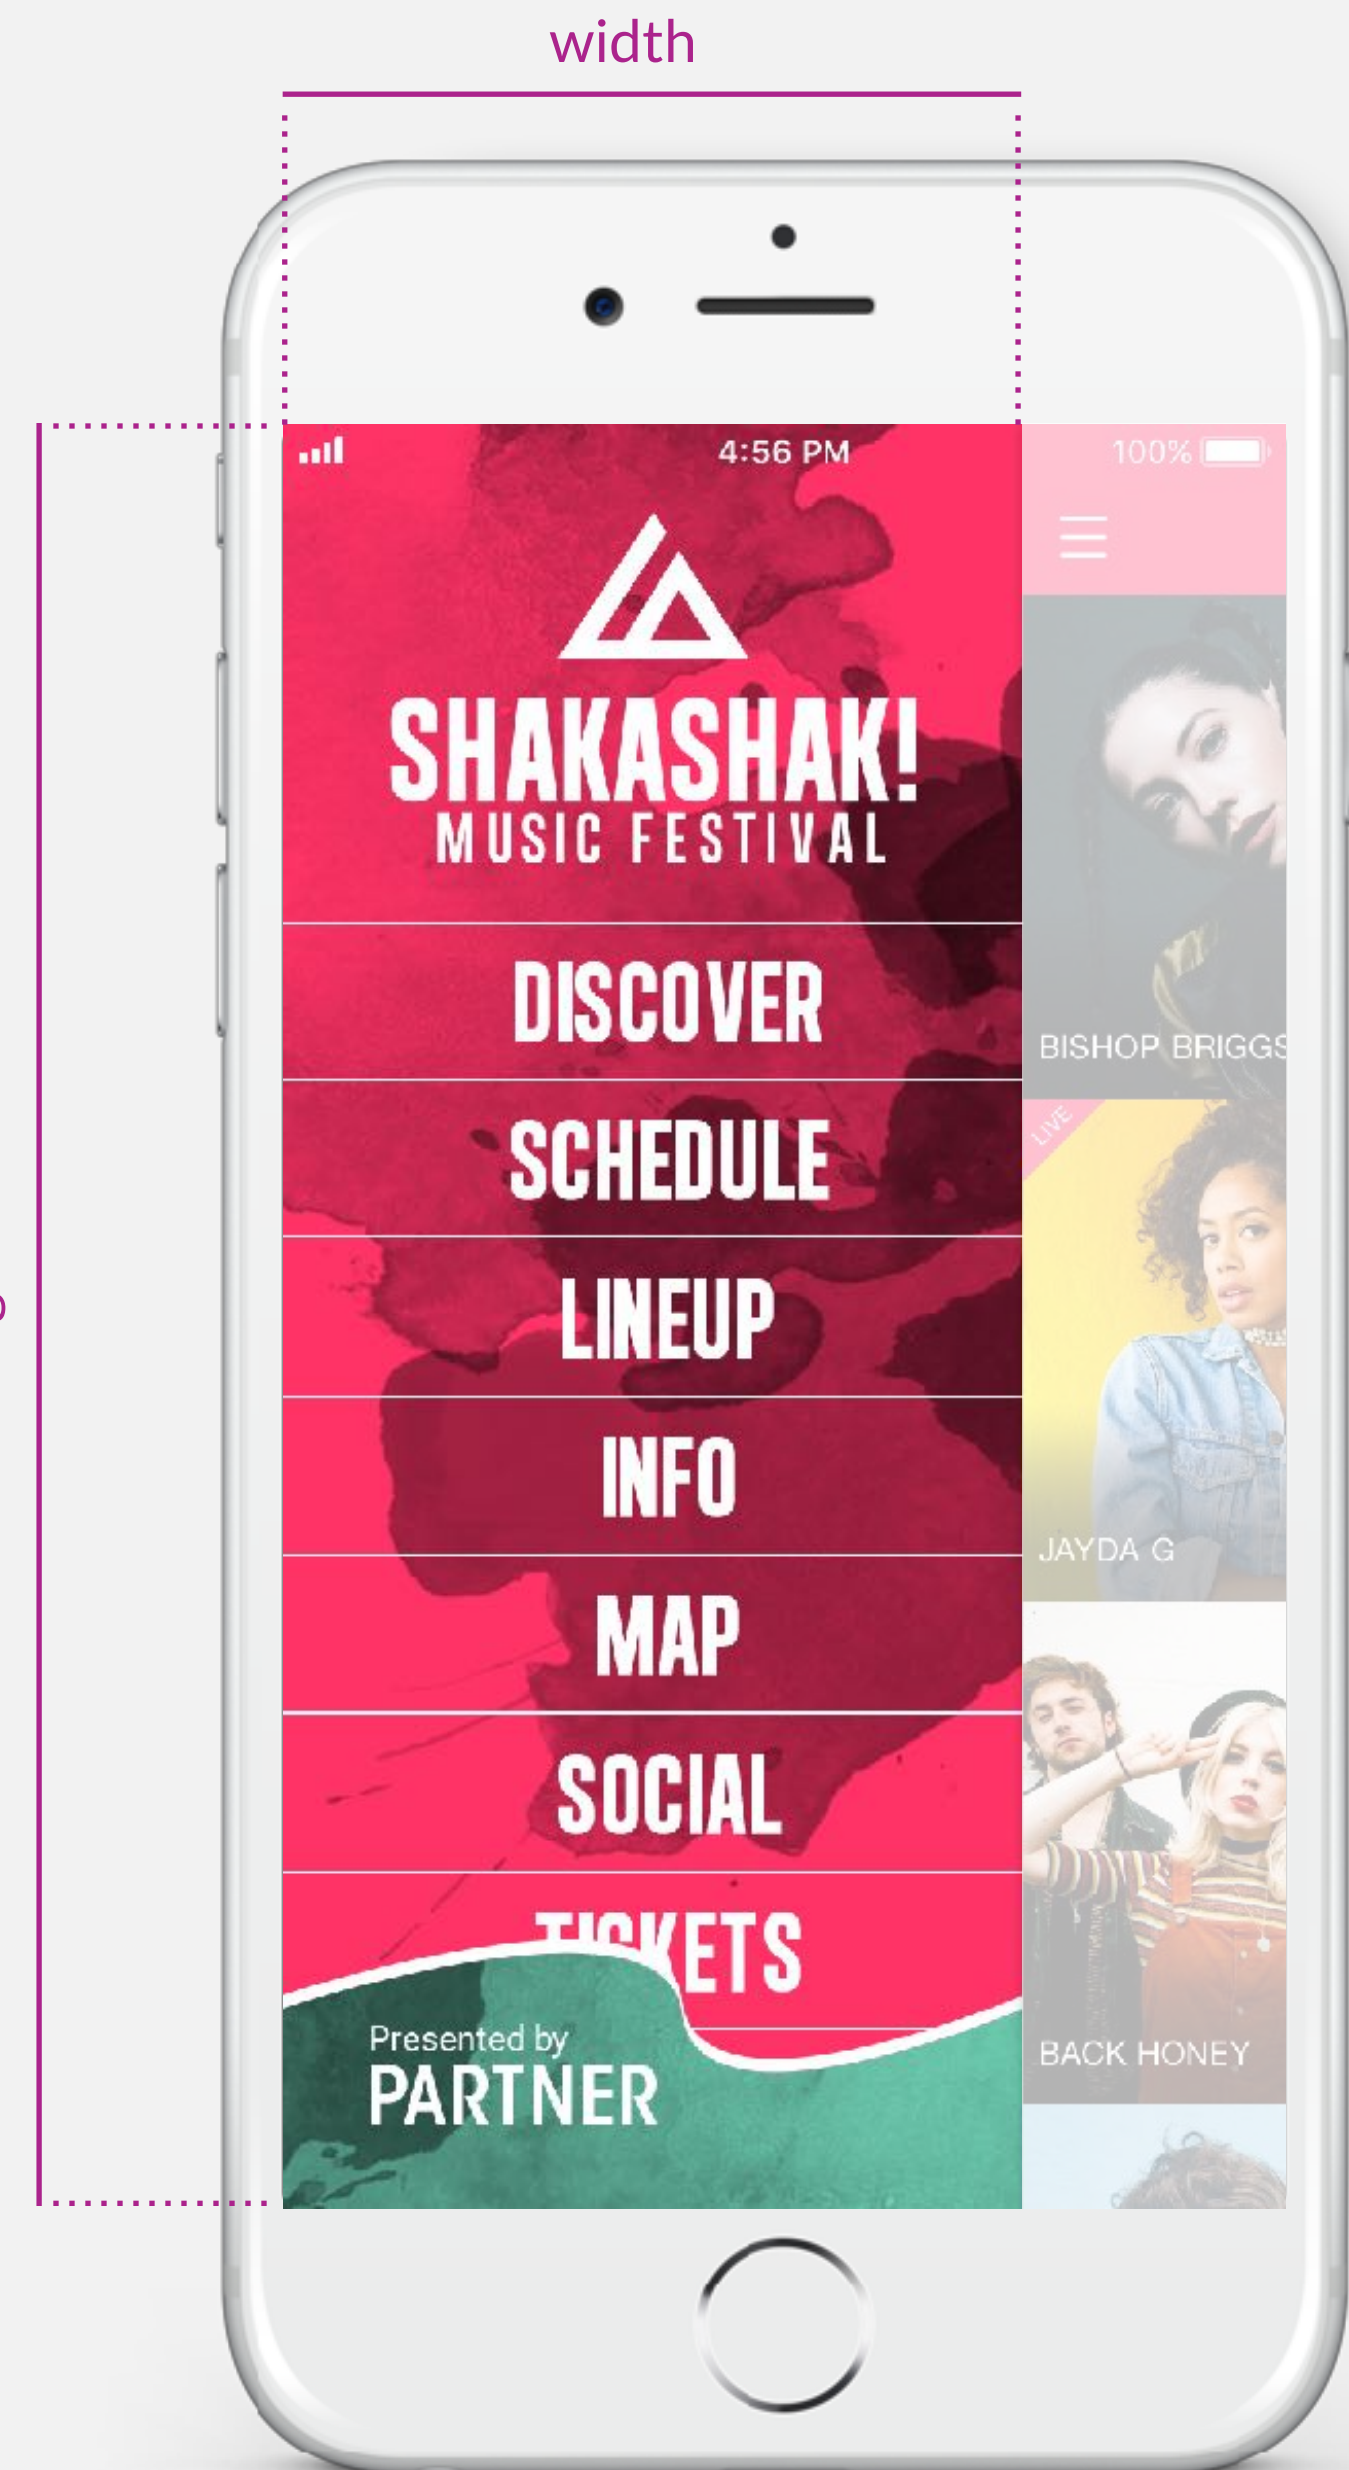 width
4:56 PM
100%
SHAKASHAK!
MUSIC FESTIVAL
DISCOVER
SCHEDULE
LINEUP
INFO
MAP
SOCIAL
TICKETS
Presented by
PARTNER
BISHOP BRIGGS
LIVE
JAYDA G
BACK HONEY